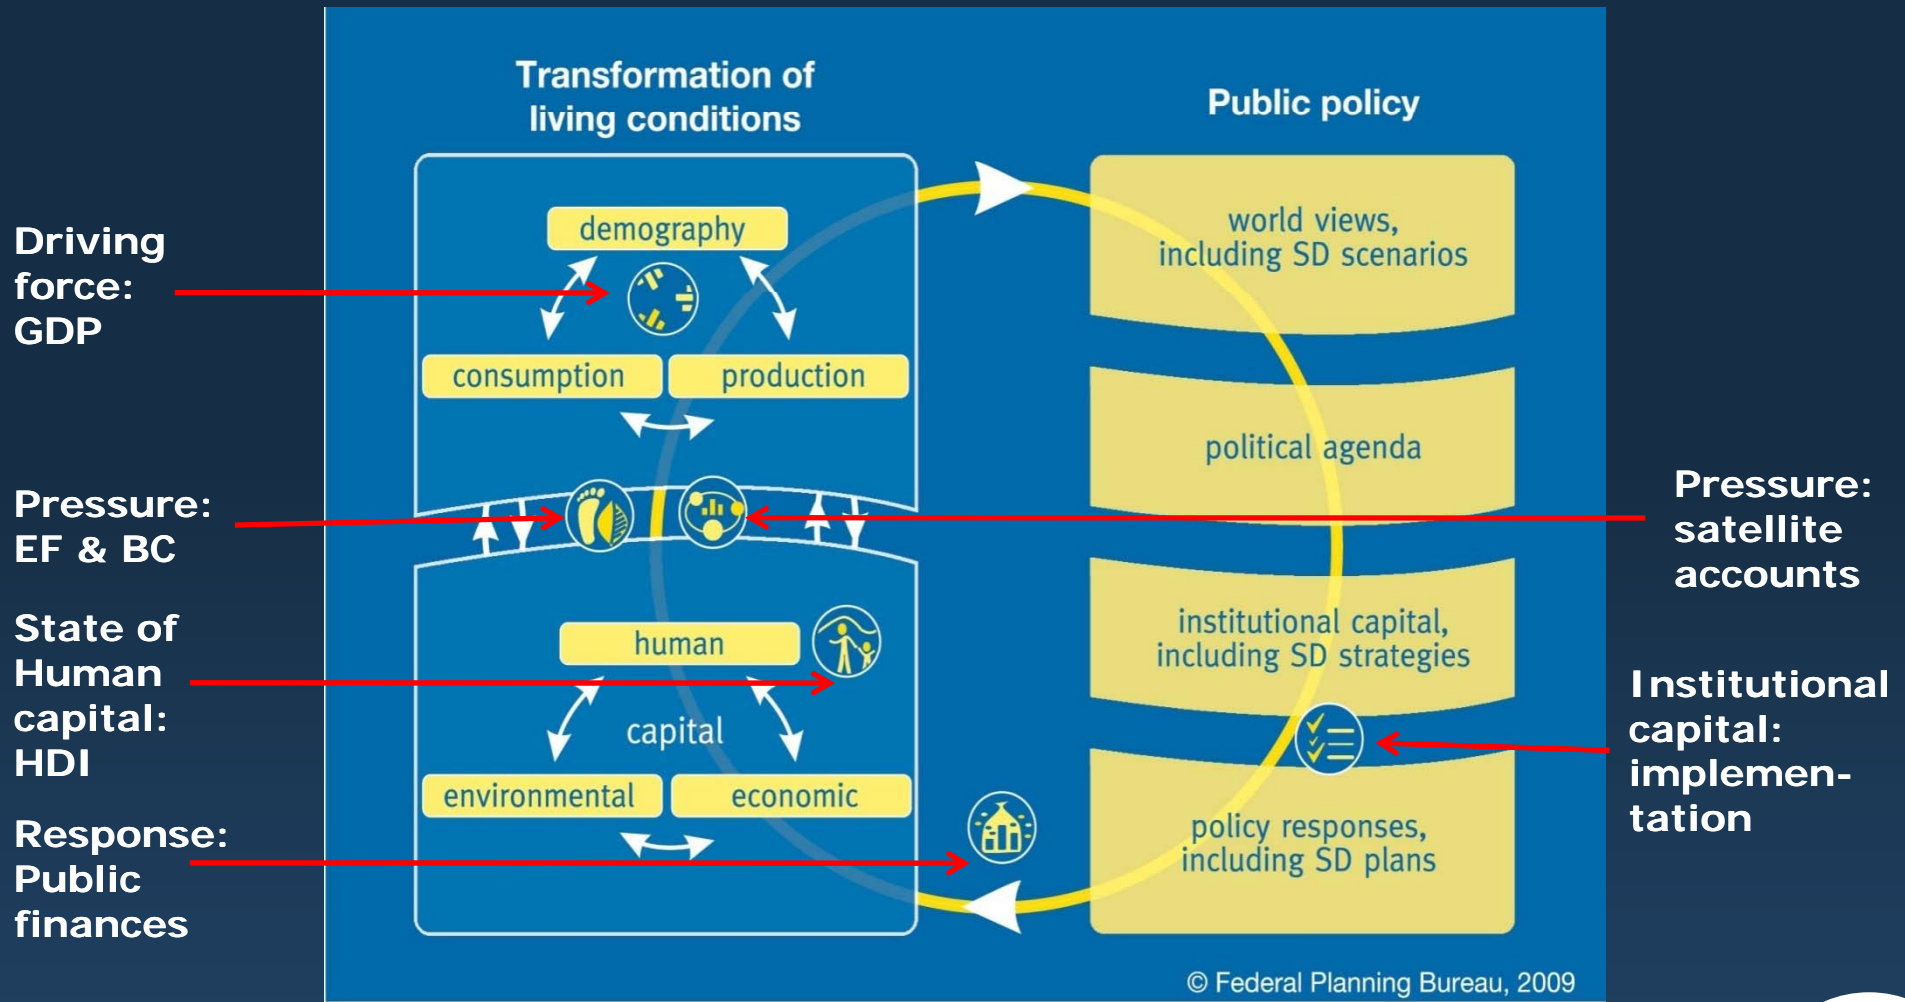 Transformation of
living conditions
Public policy
demography
consumption
production
human
capital
environmental
economic
world views,
including SD scenarios
political agenda
institutional capital,
including SD strategies
policy responses,
including SD plans
© Federal Planning Bureau, 2009
Driving
force:
GDP
Pressure:
EF & BC
State of
Human
capital:
HDI
Response:
Public
finances
Pressure:
satellite
accounts
Institutional
capital:
implemen-
tation